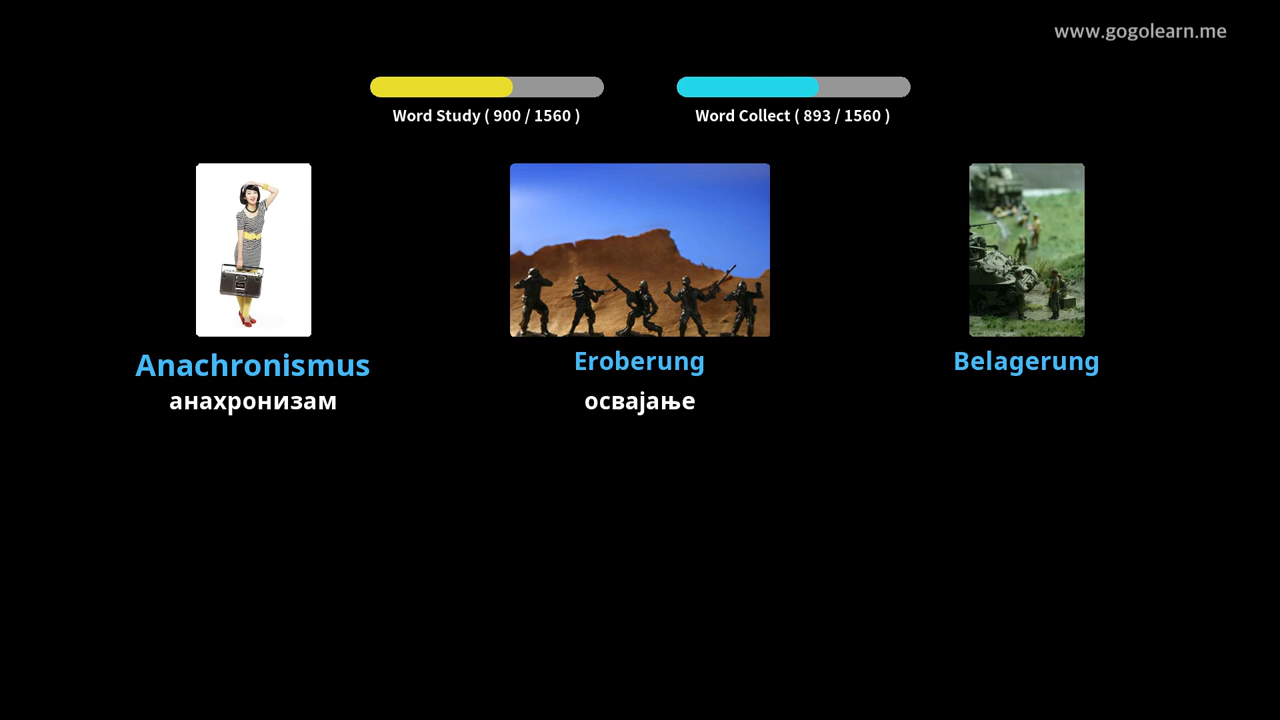 www.gogolearn.me
Word Study ( 900 / 1560 )
Word Collect ( 893 / 1560 )
Anachronismus
анахронизам
Eroberung
освајање
Belagerung